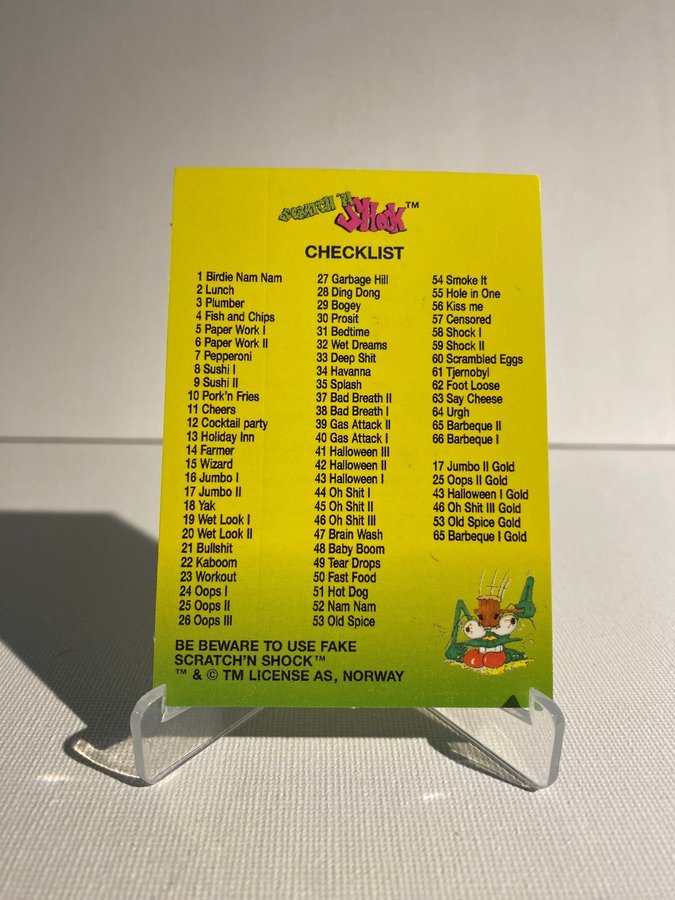 SCRATCH 'N SHOCK™
CHECKLIST
1 Birdie Nam Nam
2 Lunch
3 Plumber
4 Fish and Chips
5 Paper Work I
6 Paper Work II
7 Pepperoni
8 Sushi I
9 Sushi II
10 Pork'n Fries
11 Cheers
12 Cocktail party
13 Holiday Inn
14 Farmer
15 Wizard
16 Jumbo I
17 Jumbo II
18 Yak
19 Wet Look I
20 Wet Look II
21 Bullshit
22 Kaboom
23 Workout
24 Oops I
25 Oops II
26 Oops III
27 Garbage Hill
28 Ding Dong
29 Bogey
30 Prosit
31 Bedtime
32 Wet Dreams
33 Deep Shit
34 Havanna
35 Splash
37 Bad Breath II
38 Bad Breath I
39 Gas Attack II
40 Gas Attack I
41 Halloween III
42 Halloween II
43 Halloween I
44 Oh Shit I
45 Oh Shit II
46 Oh Shit III
47 Brain Wash
48 Baby Boom
49 Tear Drops
50 Fast Food
51 Hot Dog
52 Nam Nam
53 Old Spice
54 Smoke It
55 Hole in One
56 Kiss me
57 Censored
58 Shock I
59 Shock II
60 Scrambled Eggs
61 Tjernobyl
62 Foot Loose
63 Say Cheese
64 Urgh
65 Barbeque II
66 Barbeque I
17 Jumbo II Gold
25 Oops II Gold
43 Halloween I Gold
46 Oh Shit III Gold
53 Old Spice Gold
65 Barbeque I Gold
BE BEWARE TO USE FAKE
SCRATCH'N SHOCK™
™ & © TM LICENSE AS, NORWAY